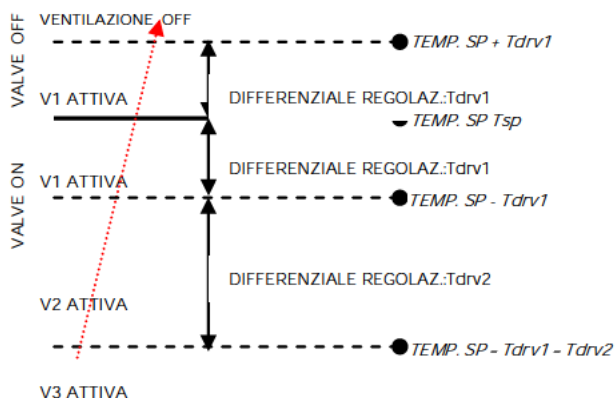 VENTILAZIONE OFF
VALVE OFF
TEMP. SP + Tdrv1
V1 ATTIVA
DIFFERENZIALE REGOLAZ.:Tdrv1
TEMP. SP Tsp
VALVE ON
V1 ATTIVA
DIFFERENZIALE REGOLAZ.:Tdrv1
TEMP. SP - Tdrv1
DIFFERENZIALE REGOLAZ.:Tdrv2
V2 ATTIVA
TEMP. SP – Tdrv1 – Tdrv2
V3 ATTIVA